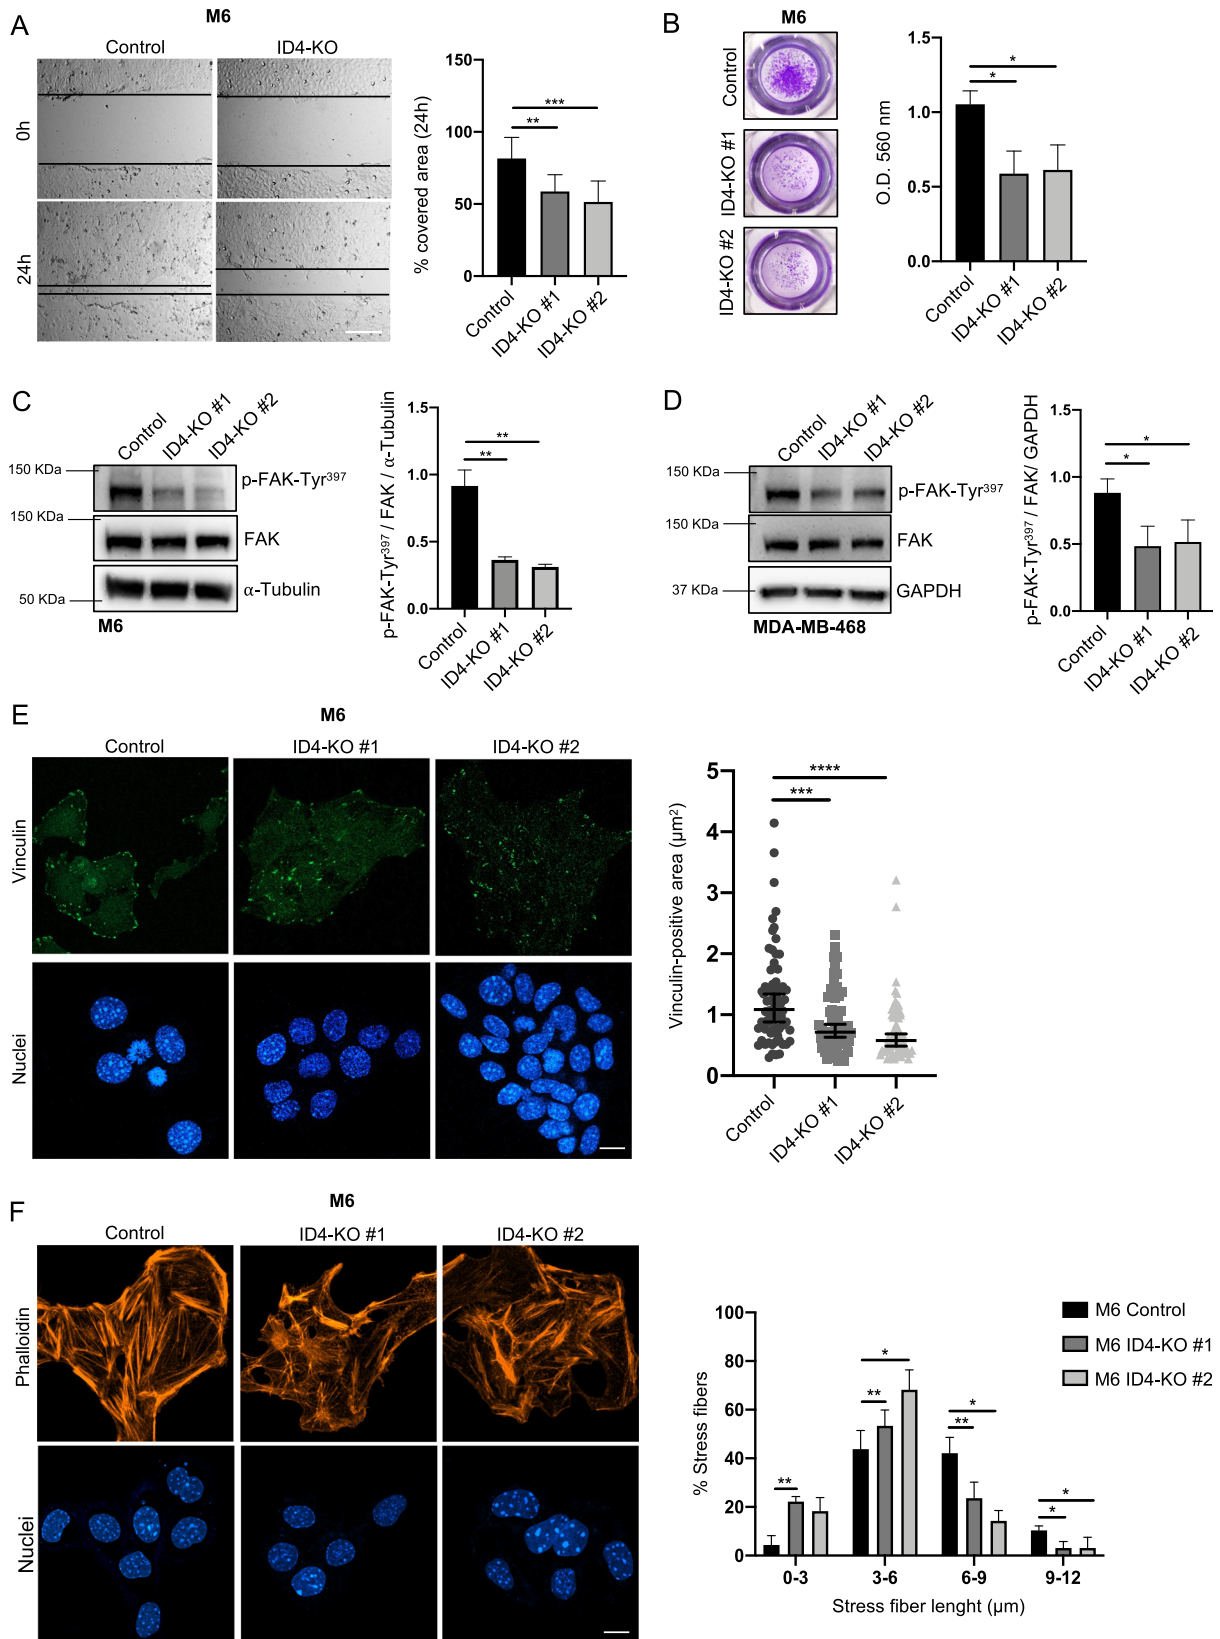 A
M6
Control
ID4-KO
0h
24h
% covered area (24h)
150
100
50
0
**
***
Control
ID4-KO #1
ID4-KO #2
B
M6
Control
ID4-KO #1
ID4-KO #2
O.D. 560 nm
1.5
1.0
0.5
0.0
*
*
Control
ID4-KO #1
ID4-KO #2
C
Control
ID4-KO #1
ID4-KO #2
150 KDa
p-FAK-Tyr³⁹⁷
150 KDa
FAK
50 KDa
α-Tubulin
M6
p-FAK-Tyr³⁹⁷ / FAK / α-Tubulin
1.5
1.0
0.5
0.0
**
**
Control
ID4-KO #1
ID4-KO #2
D
Control
ID4-KO #1
ID4-KO #2
150 KDa
p-FAK-Tyr³⁹⁷
150 KDa
FAK
37 KDa
GAPDH
MDA-MB-468
p-FAK-Tyr³⁹⁷ / FAK/ GAPDH
1.5
1.0
0.5
0.0
*
*
Control
ID4-KO #1
ID4-KO #2
E
M6
Control
ID4-KO #1
ID4-KO #2
Vinculin
Nuclei
Vinculin-positive area (µm²)
5
4
3
2
1
0
****
***
Control
ID4-KO #1
ID4-KO #2
F
M6
Control
ID4-KO #1
ID4-KO #2
Phalloidin
Nuclei
% Stress fibers
100
80
60
40
20
0
**
**
*
**
*
*
*
0-3
3-6
6-9
9-12
Stress fiber lenght (µm)
M6 Control
M6 ID4-KO #1
M6 ID4-KO #2